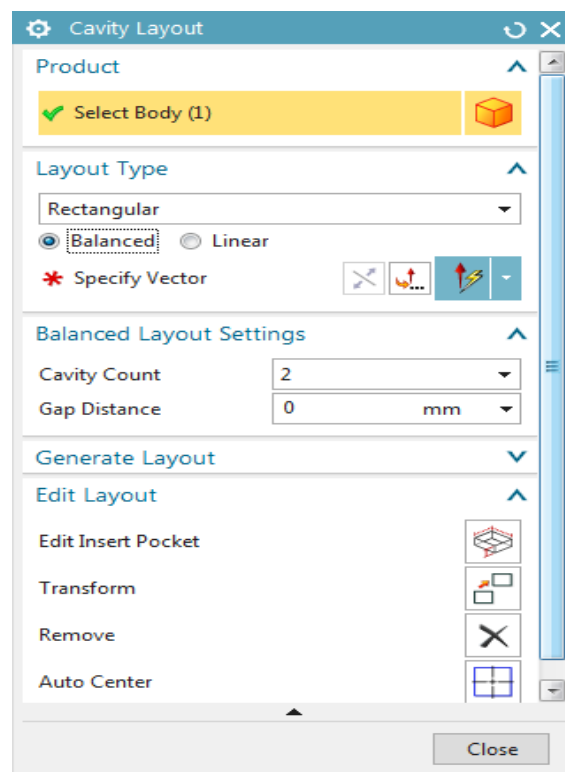 Cavity Layout
Product
Select Body (1)
Layout Type
Rectangular
Balanced Linear
* Specify Vector
Balanced Layout Settings
Cavity Count 2
Gap Distance 0 mm
Generate Layout
Edit Layout
Edit Insert Pocket
Transform
Remove
Auto Center
Close